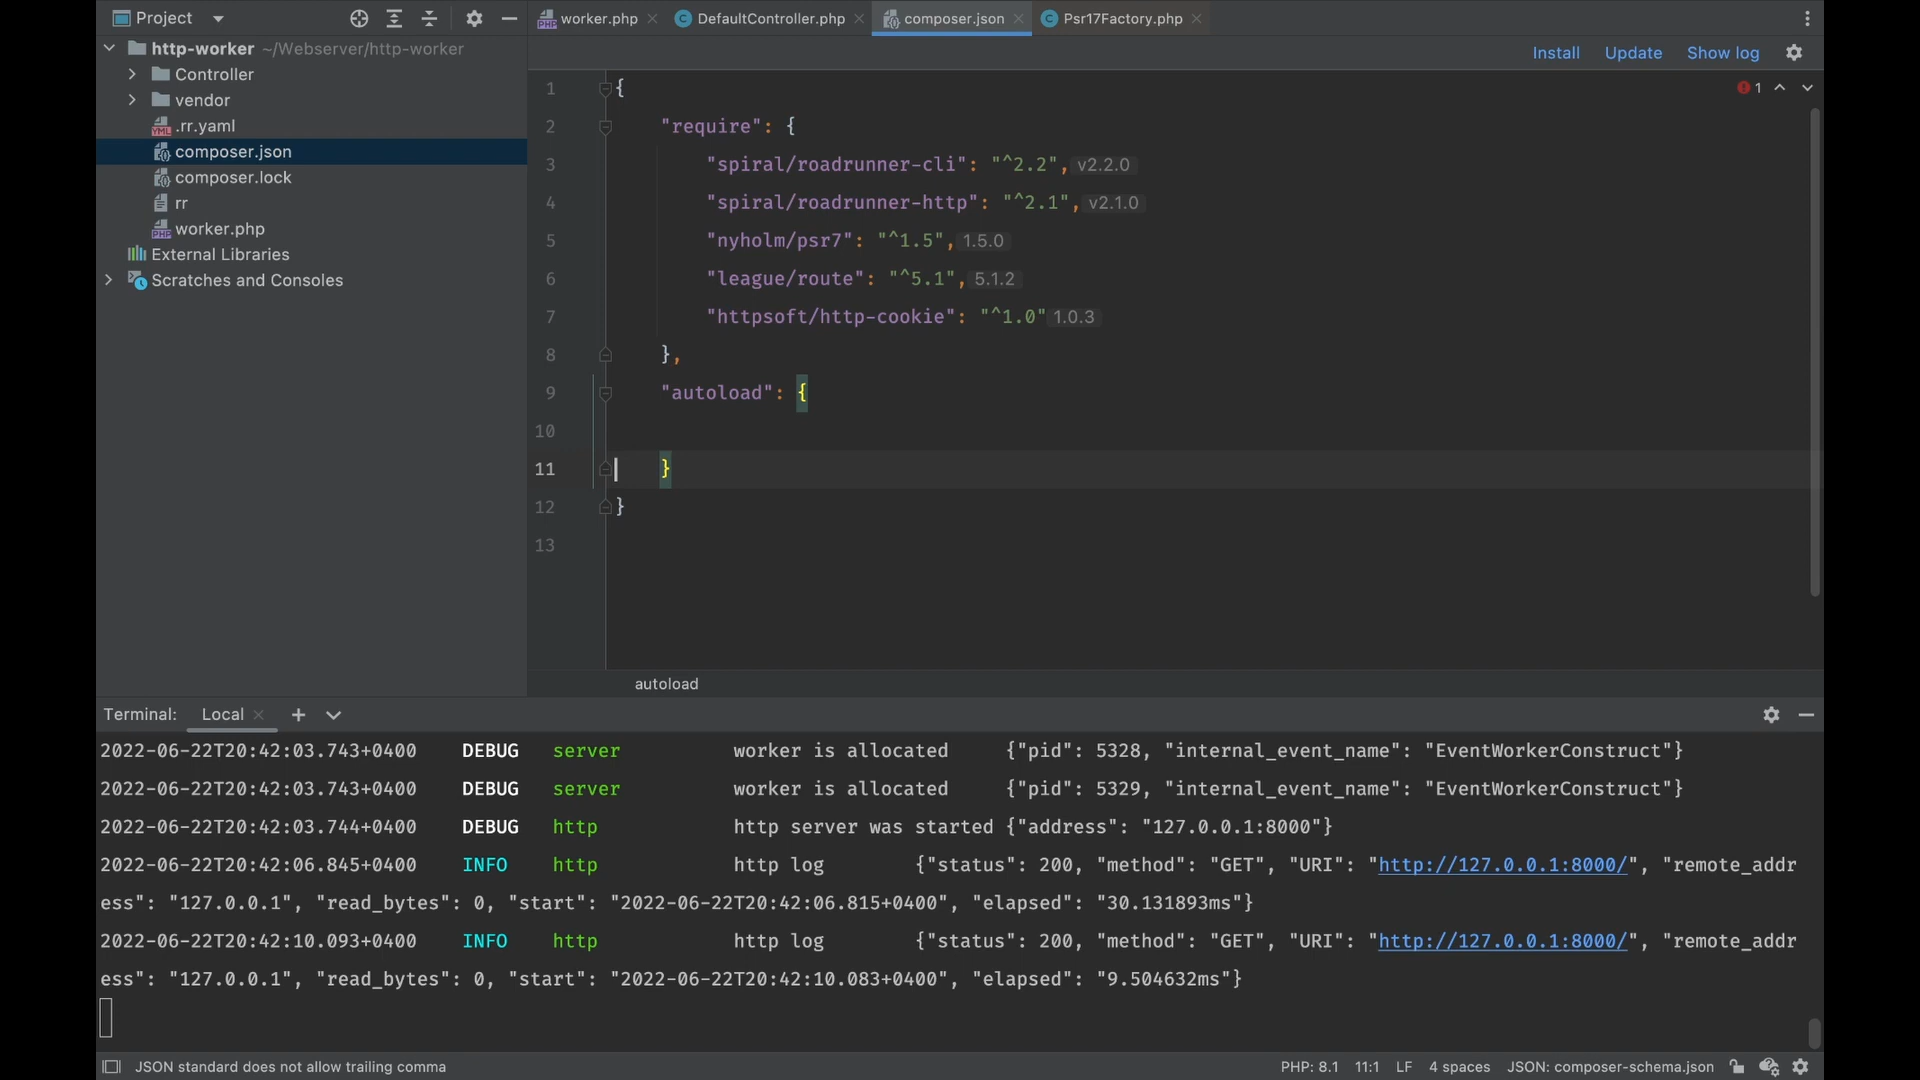 Project
worker.php
DefaultController.php
composer.json
Psr17Factory.php
http-worker ~/Webserver/http-worker
Controller
vendor
.rr.yaml
composer.json
composer.lock
rr
worker.php
External Libraries
Scratches and Consoles
Install Update Show log
1
1 {
2 "require": {
3 "spiral/roadrunner-cli": "^2.2", v2.2.0
4 "spiral/roadrunner-http": "^2.1", v2.1.0
5 "nyholm/psr7": "^1.5", 1.5.0
6 "league/route": "^5.1", 5.1.2
7 "httpsoft/http-cookie": "^1.0" 1.0.3
8 },
9 "autoload": {
10
11 }
12 }
13
autoload
Terminal: Local
2022-06-22T20:42:03.743+0400 DEBUG server worker is allocated {"pid": 5328, "internal_event_name": "EventWorkerConstruct"}
2022-06-22T20:42:03.743+0400 DEBUG server worker is allocated {"pid": 5329, "internal_event_name": "EventWorkerConstruct"}
2022-06-22T20:42:03.744+0400 DEBUG http http server was started {"address": "127.0.0.1:8000"}
2022-06-22T20:42:06.845+0400 INFO http http log {"status": 200, "method": "GET", "URI": "http://127.0.0.1:8000/", "remote_addr
ess": "127.0.0.1", "read_bytes": 0, "start": "2022-06-22T20:42:06.815+0400", "elapsed": "30.131893ms"}
2022-06-22T20:42:10.093+0400 INFO http http log {"status": 200, "method": "GET", "URI": "http://127.0.0.1:8000/", "remote_addr
ess": "127.0.0.1", "read_bytes": 0, "start": "2022-06-22T20:42:10.083+0400", "elapsed": "9.504632ms"}
JSON standard does not allow trailing comma
PHP: 8.1 11:1 LF 4 spaces JSON: composer-schema.json